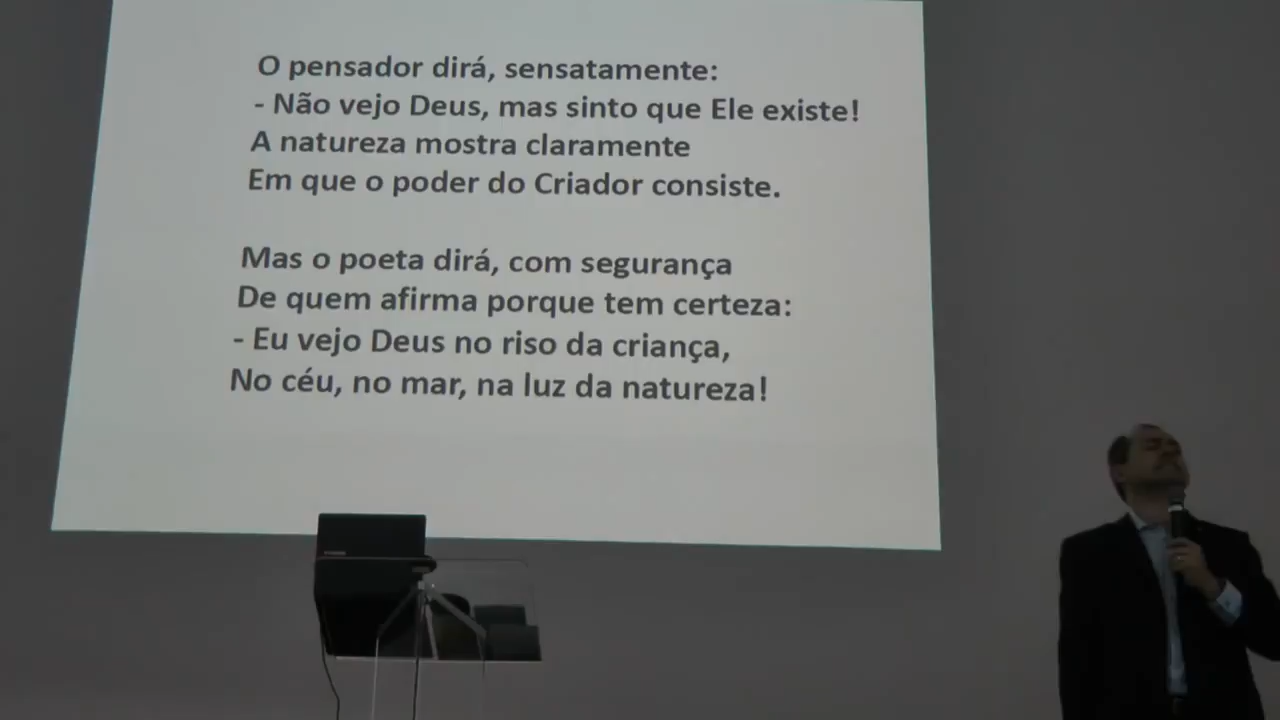 O pensador dirá, sensatamente:
- Não vejo Deus, mas sinto que Ele existe!
A natureza mostra claramente
Em que o poder do Criador consiste.
Mas o poeta dirá, com segurança
De quem afirma porque tem certeza:
- Eu vejo Deus no riso da criança,
No céu, no mar, na luz da natureza!